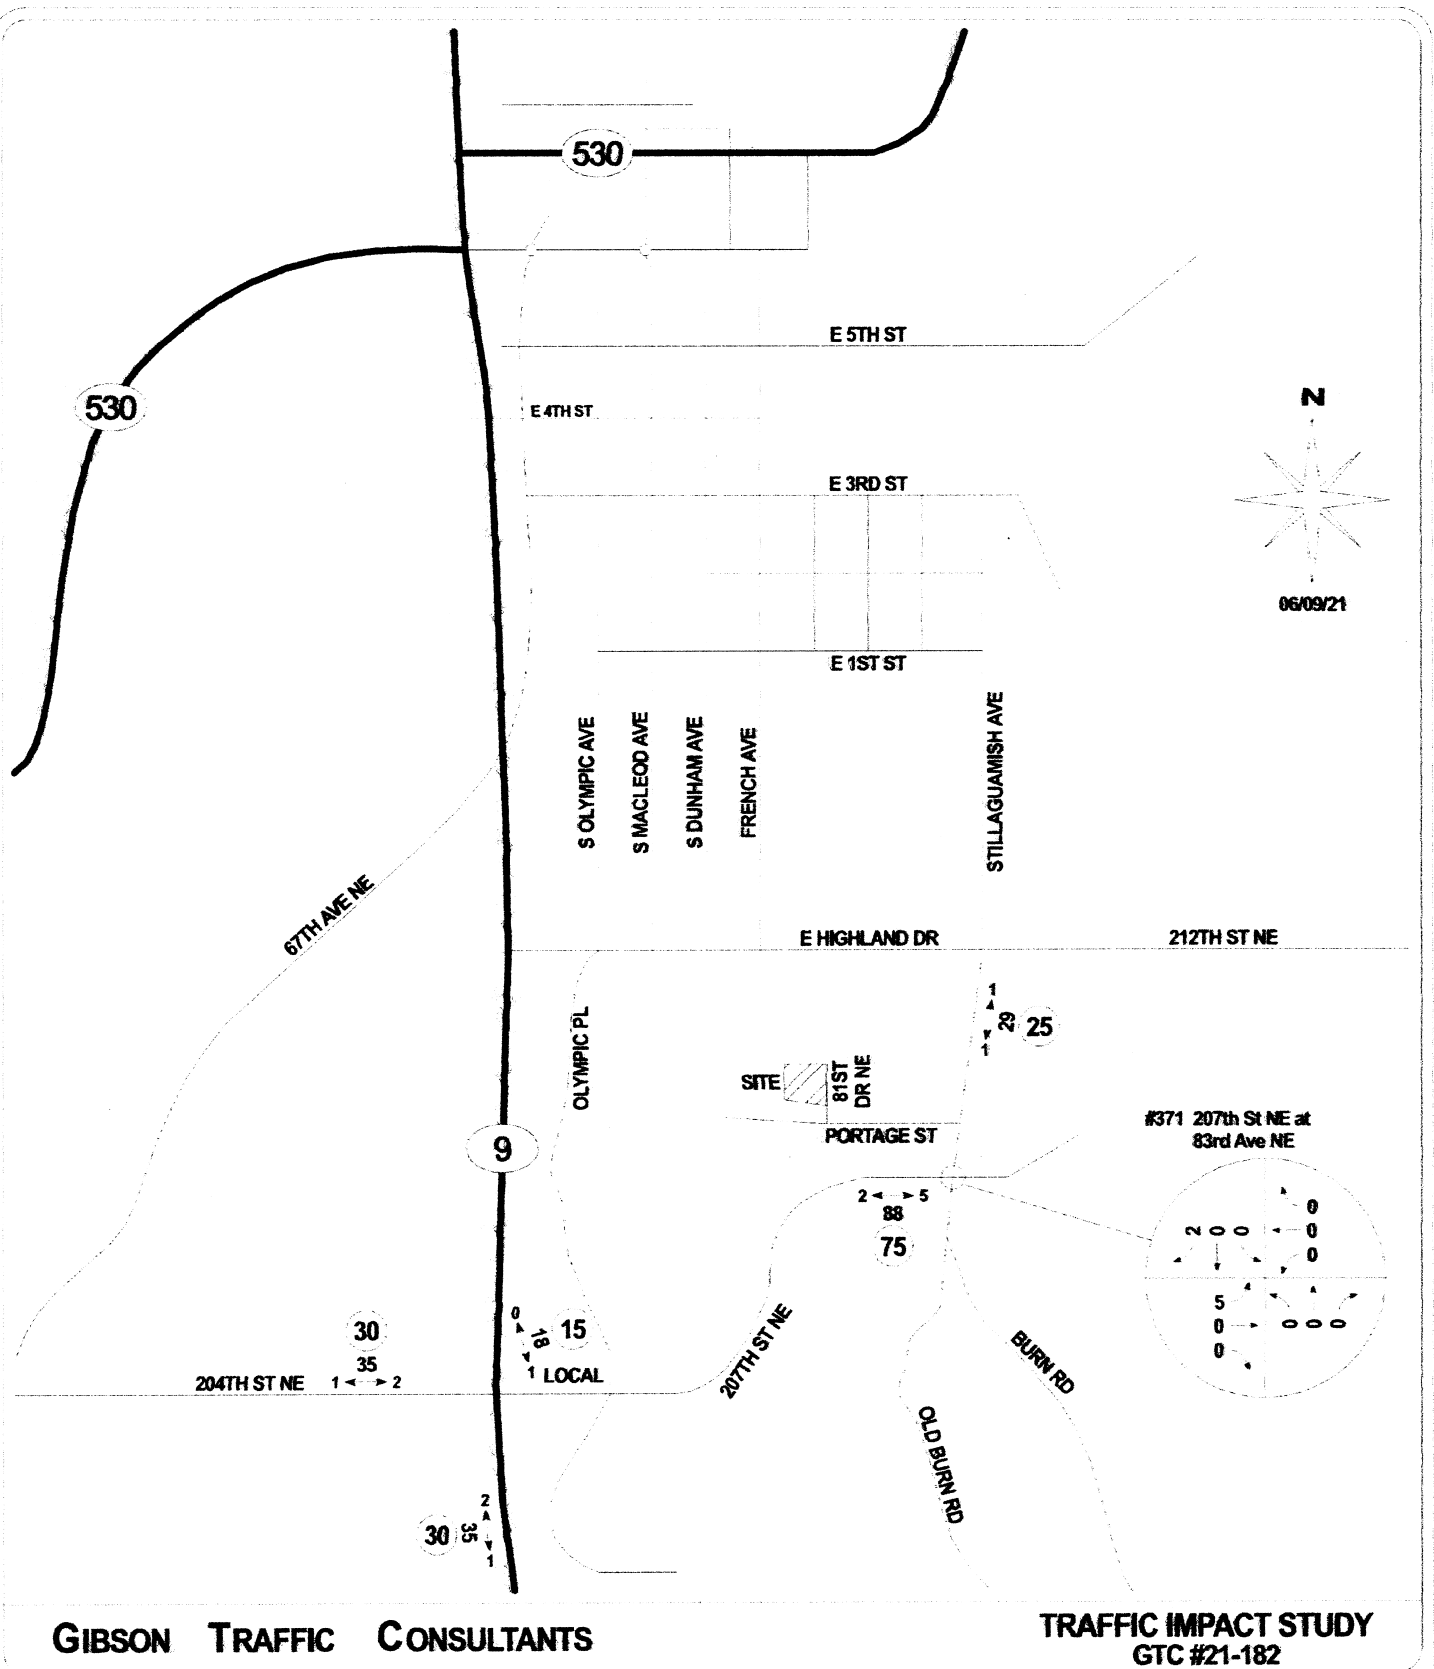 530
E 5TH ST
530
E 4TH ST
N
E 3RD ST
06/09/21
E 1ST ST
S OLYMPIC AVE
S MACLEOD AVE
S DUNHAM AVE
FRENCH AVE
STILLAGUAMISH AVE
67TH AVE NE
E HIGHLAND DR
212TH ST NE
OLYMPIC PL
1
29
1
25
SITE
81ST
DR NE
PORTAGE ST
#371 207th St NE at
83rd Ave NE
9
2 5
88
75
2 0 0
0
0
0
5
0
0
0 0 0
30
35
204TH ST NE 1 2
0
18
1
15
LOCAL
207TH ST NE
BURN RD
OLD BURN RD
30
2
35
1
GIBSON TRAFFIC CONSULTANTS
TRAFFIC IMPACT STUDY
GTC #21-182